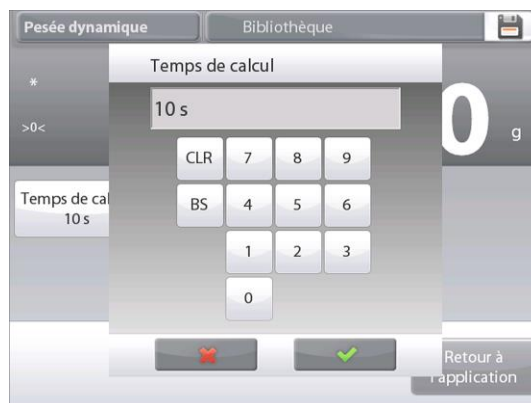 Pesée dynamique
Bibliothèque
Temps de calcul
*
>0<
10 s
0
g
CLR 7 8 9
Temps de cal
10 s
BS 4 5 6
1 2 3
0
Retour à
l'application